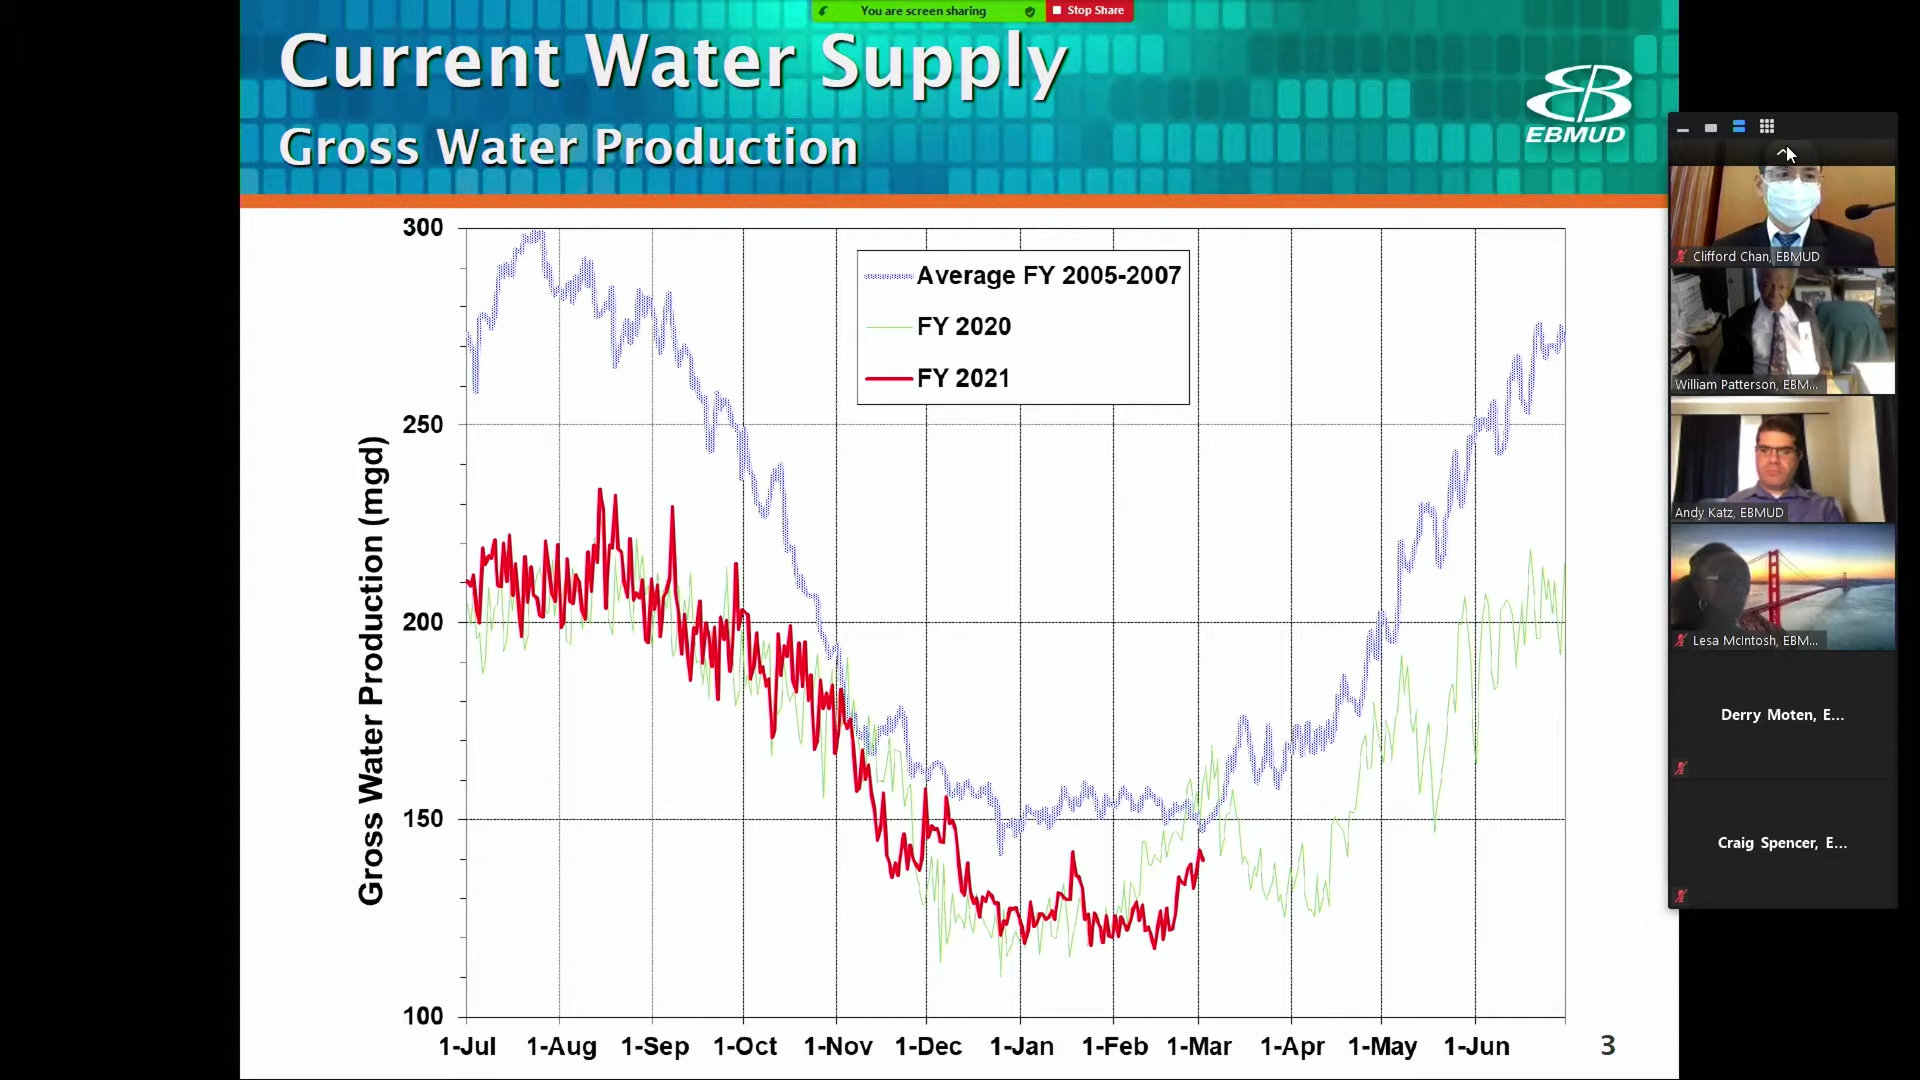 You are screen sharing
Stop Share
Current Water Supply
Gross Water Production
EBMUD
300
250
200
150
100
Gross Water Production (mgd)
Average FY 2005-2007
FY 2020
FY 2021
1-Jul 1-Aug 1-Sep 1-Oct 1-Nov 1-Dec 1-Jan 1-Feb 1-Mar 1-Apr 1-May 1-Jun
3
Clifford Chan, EBMUD
William Patterson, EBM...
Andy Katz, EBMUD
Lesa McIntosh, EBM...
Derry Moten, E...
Craig Spencer, E...